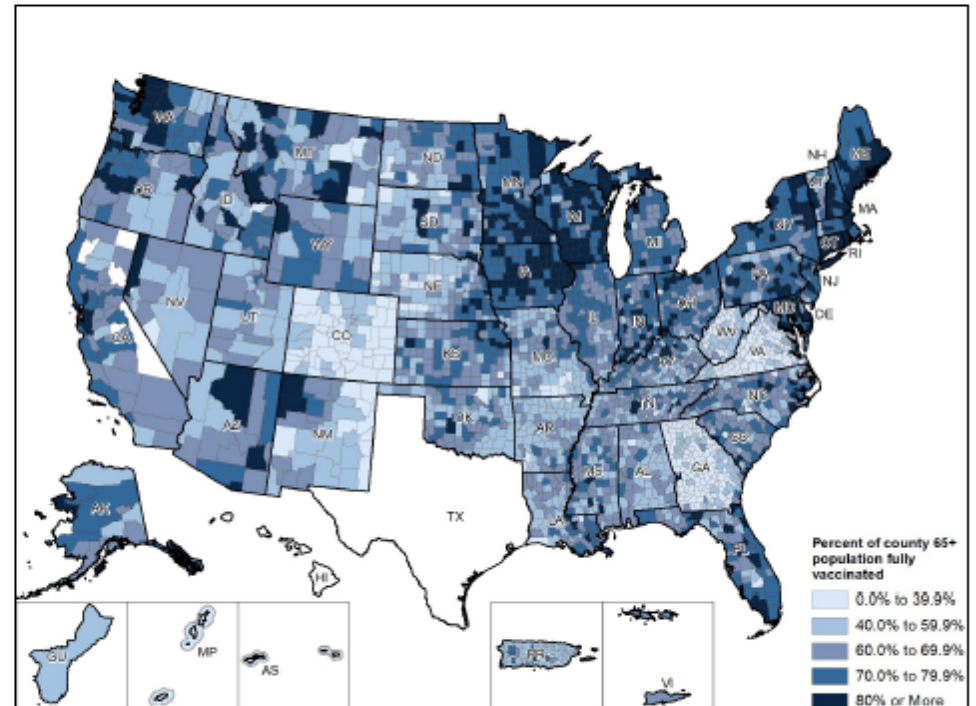 WA
MT
ND
MN
OR
ID
SD
WI
WY
MI
NE
IA
NV
UT
CO
KS
IL
IN
OH
CA
MO
KY
WV
VA
PA
NY
NH
VT
ME
MA
RI
CT
NJ
DE
MD
AZ
NM
OK
AR
TN
NC
SC
MS
AL
GA
LA
TX
FL
AK
HI
GU
MP
AS
PR
VI
Percent of county 65+
population fully
vaccinated
0.0% to 39.9%
40.0% to 59.9%
60.0% to 69.9%
70.0% to 79.9%
80% or More